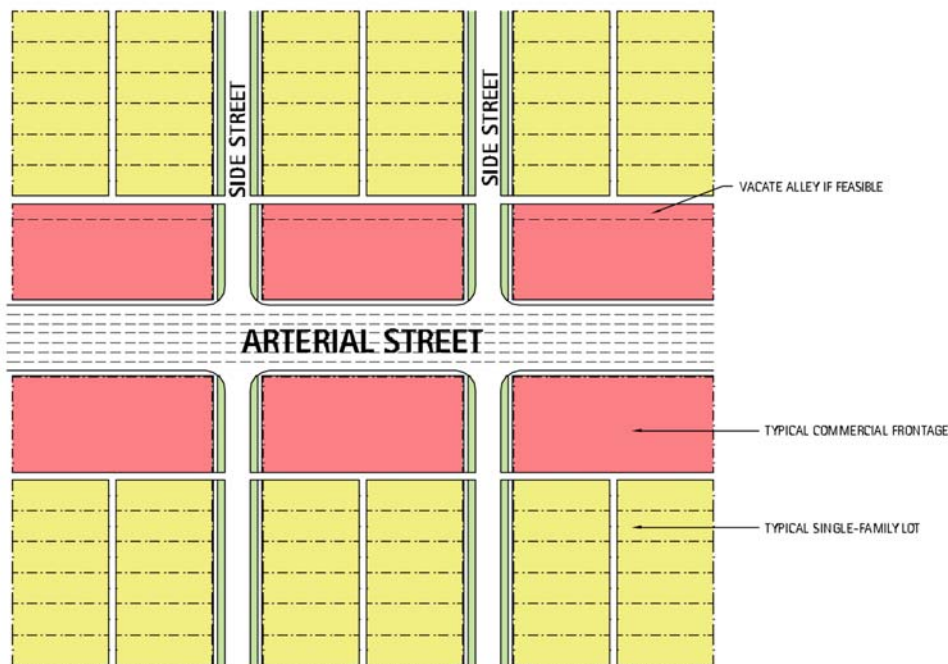 SIDE STREET
SIDE STREET
VACATE ALLEY IF FEASIBLE
ARTERIAL STREET
TYPICAL COMMERCIAL FRONTAGE
TYPICAL SINGLE-FAMILY LOT